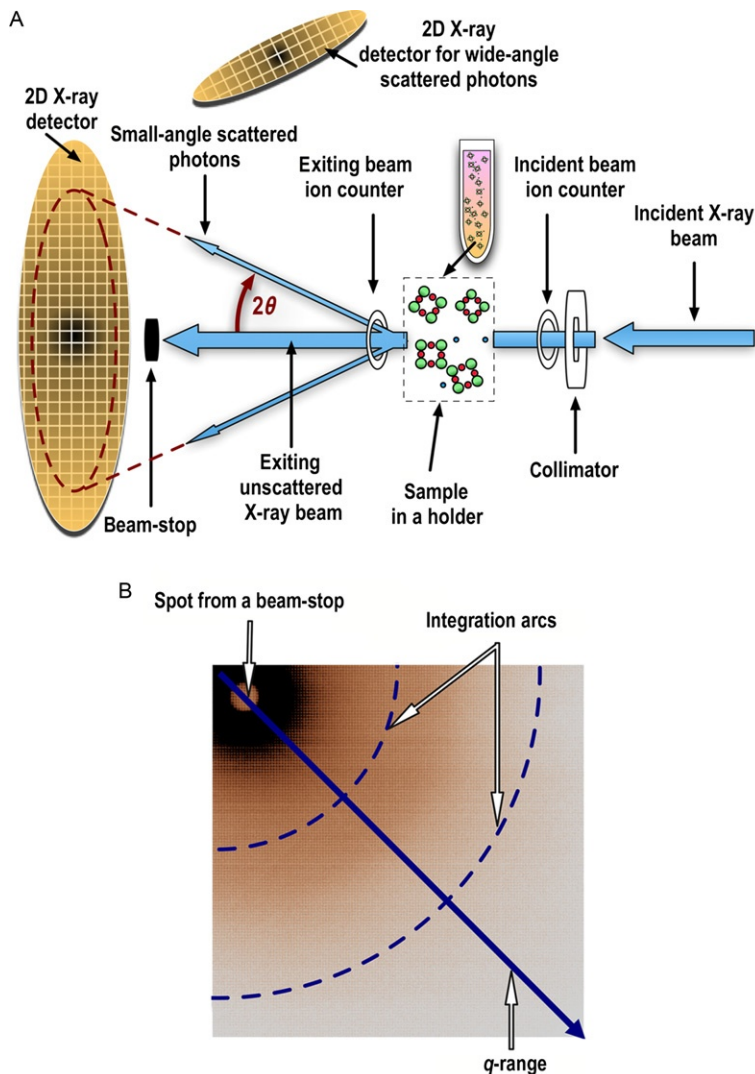 A
2D X-ray
detector for wide-angle
scattered photons
2D X-ray
detector
Small-angle scattered
photons
Exiting beam
ion counter
Incident beam
ion counter
Incident X-ray
beam
2θ
Exiting
unscattered
X-ray beam
Beam-stop
Sample
in a holder
Collimator
B
Spot from a beam-stop
Integration arcs
q-range